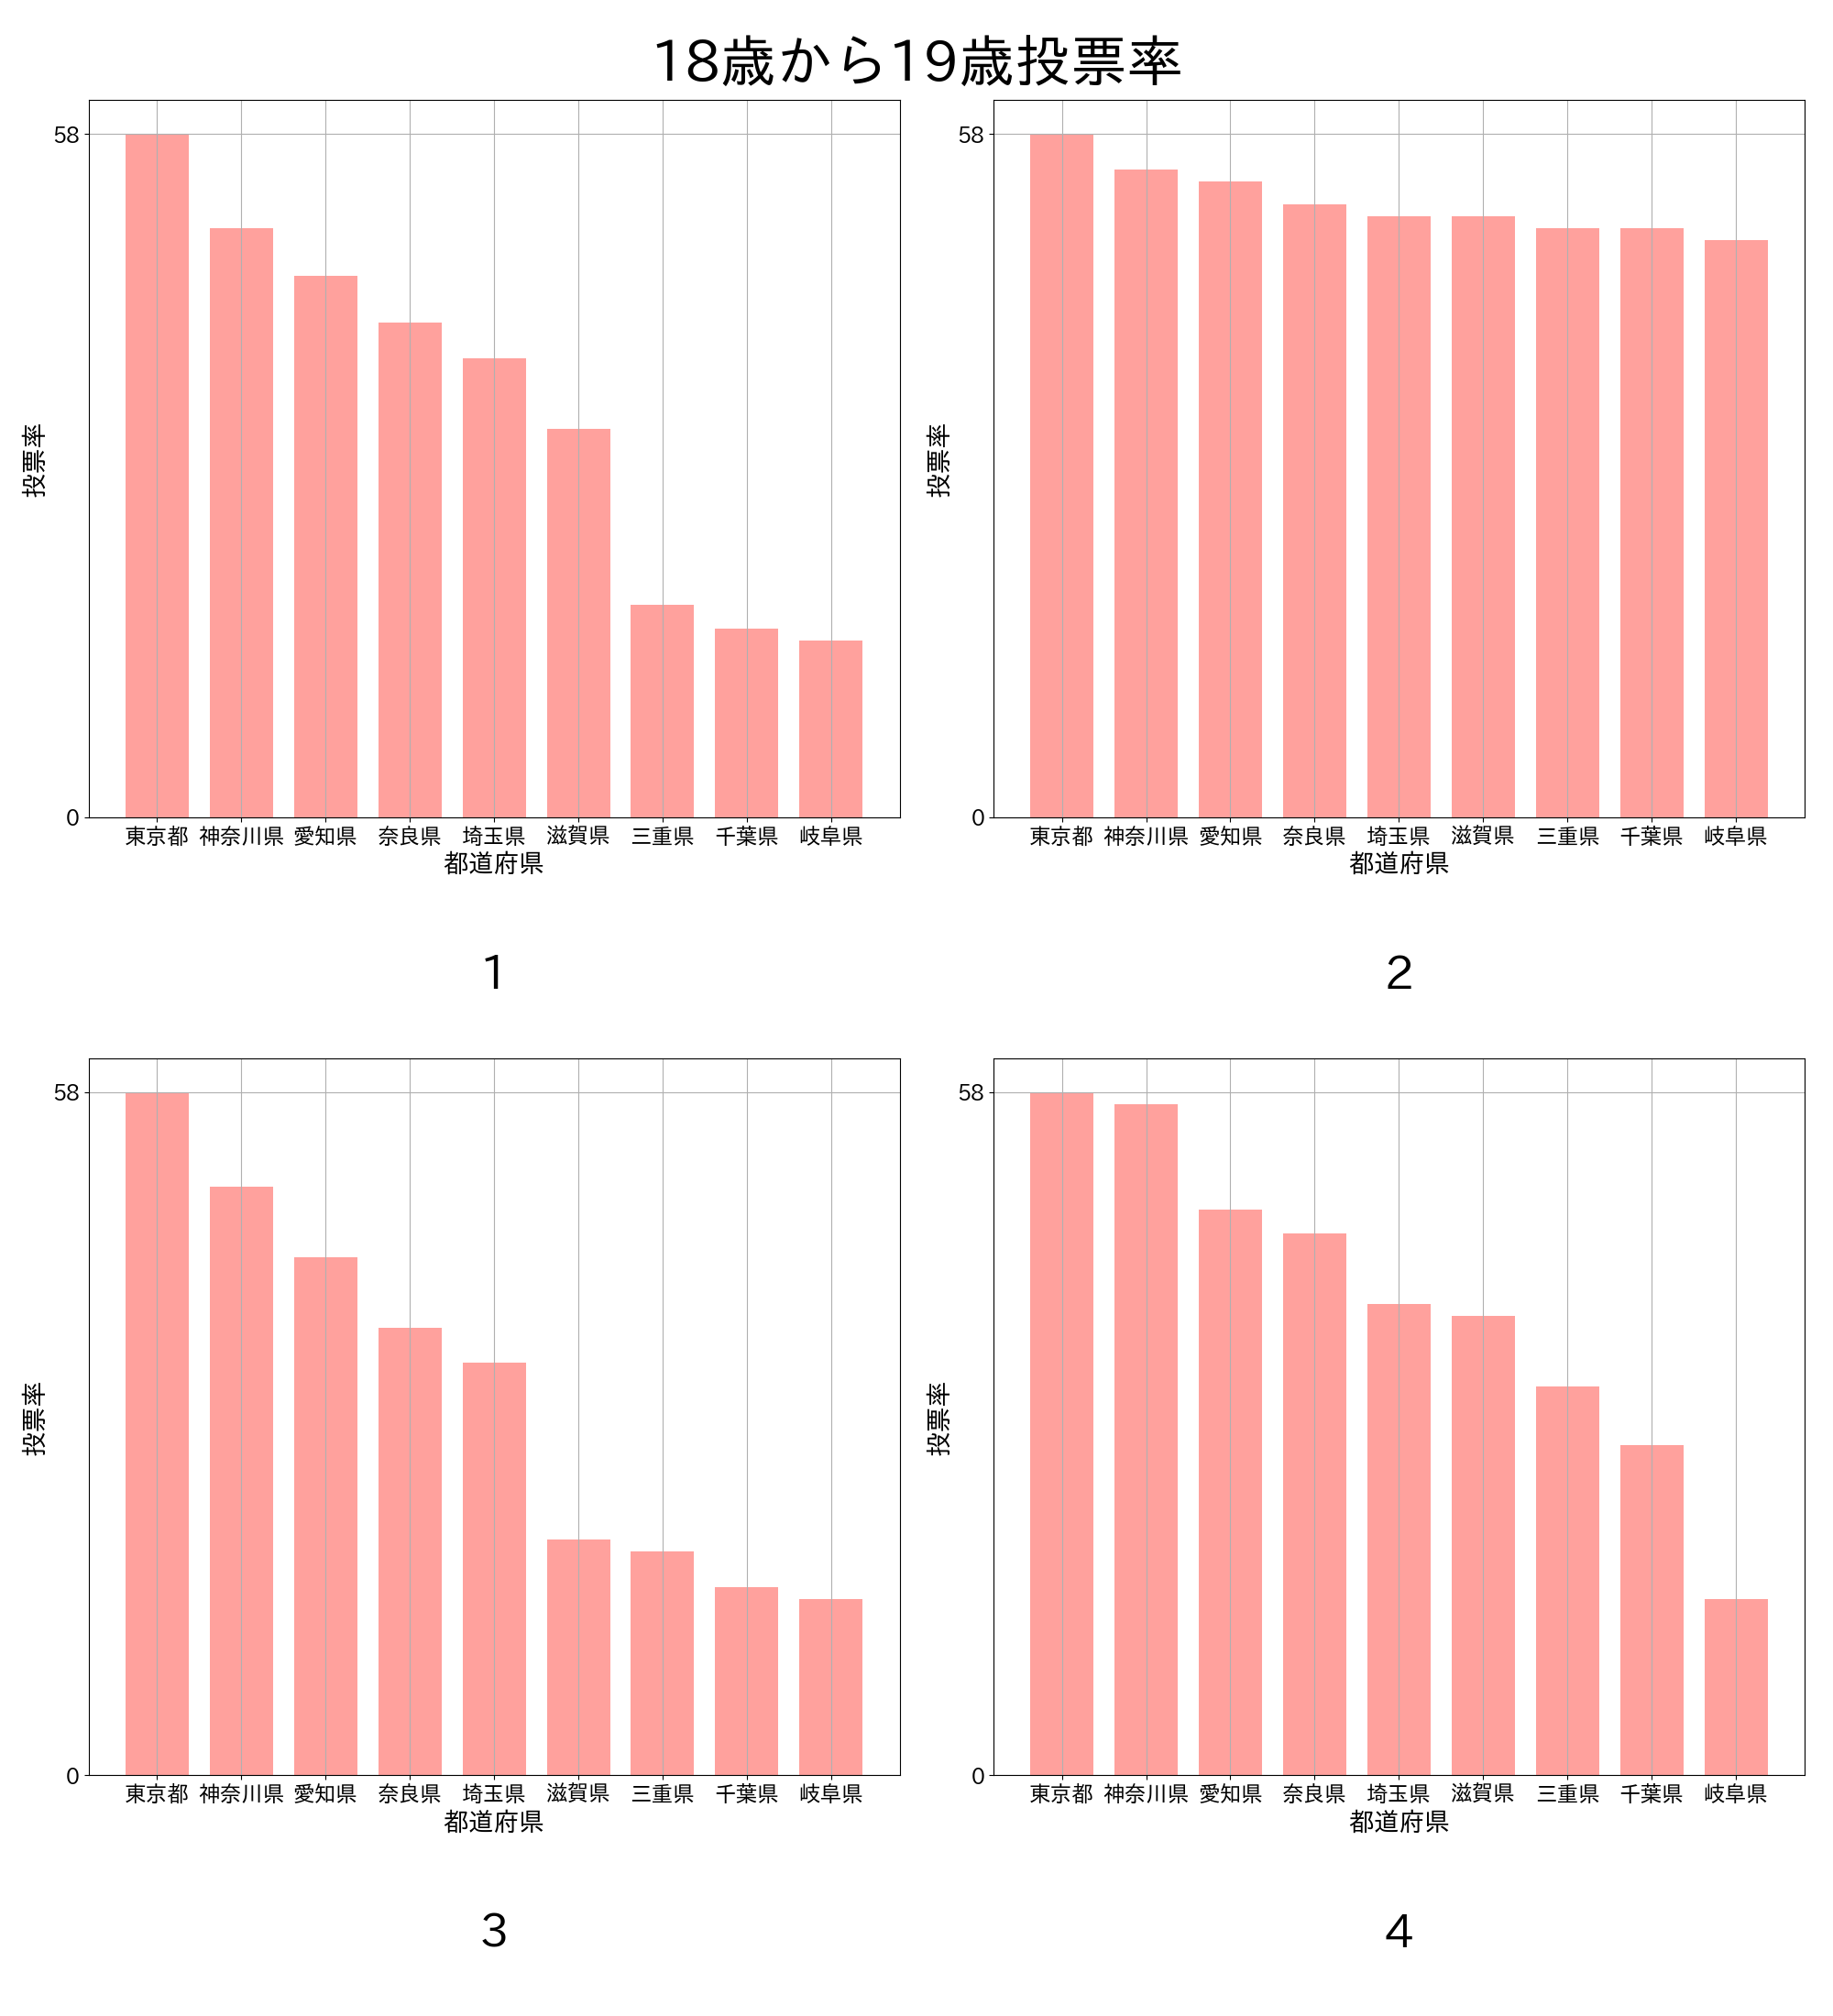 18歳から19歳投票率
58
0
投票率
東京都 神奈川県 愛知県 奈良県 埼玉県 滋賀県 三重県 千葉県 岐阜県
都道府県
1
58
0
投票率
東京都 神奈川県 愛知県 奈良県 埼玉県 滋賀県 三重県 千葉県 岐阜県
都道府県
2
58
0
投票率
東京都 神奈川県 愛知県 奈良県 埼玉県 滋賀県 三重県 千葉県 岐阜県
都道府県
3
58
0
投票率
東京都 神奈川県 愛知県 奈良県 埼玉県 滋賀県 三重県 千葉県 岐阜県
都道府県
4